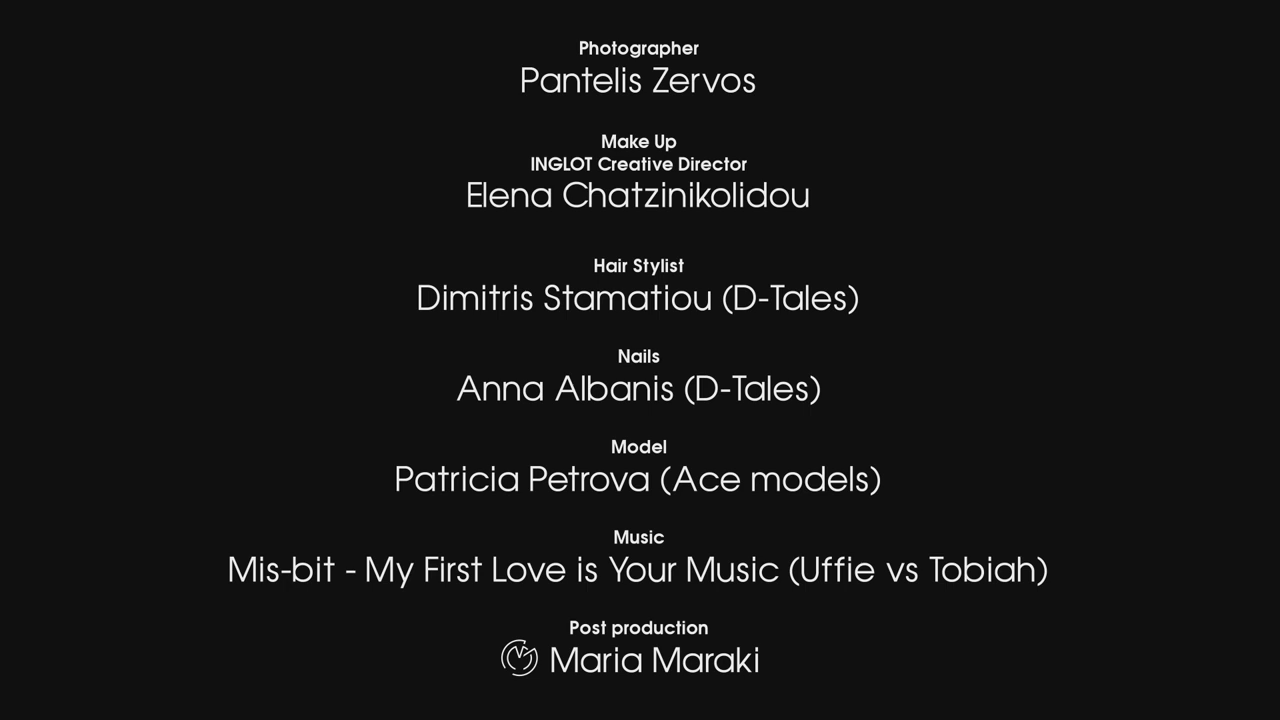 Photographer
Pantelis Zervos
Make Up
INGLOT Creative Director
Elena Chatzinikolidou
Hair Stylist
Dimitris Stamatiou (D-Tales)
Nails
Anna Albanis (D-Tales)
Model
Patricia Petrova (Ace models)
Music
Mis-bit - My First Love is Your Music (Uffie vs Tobiah)
Post production
Maria Maraki